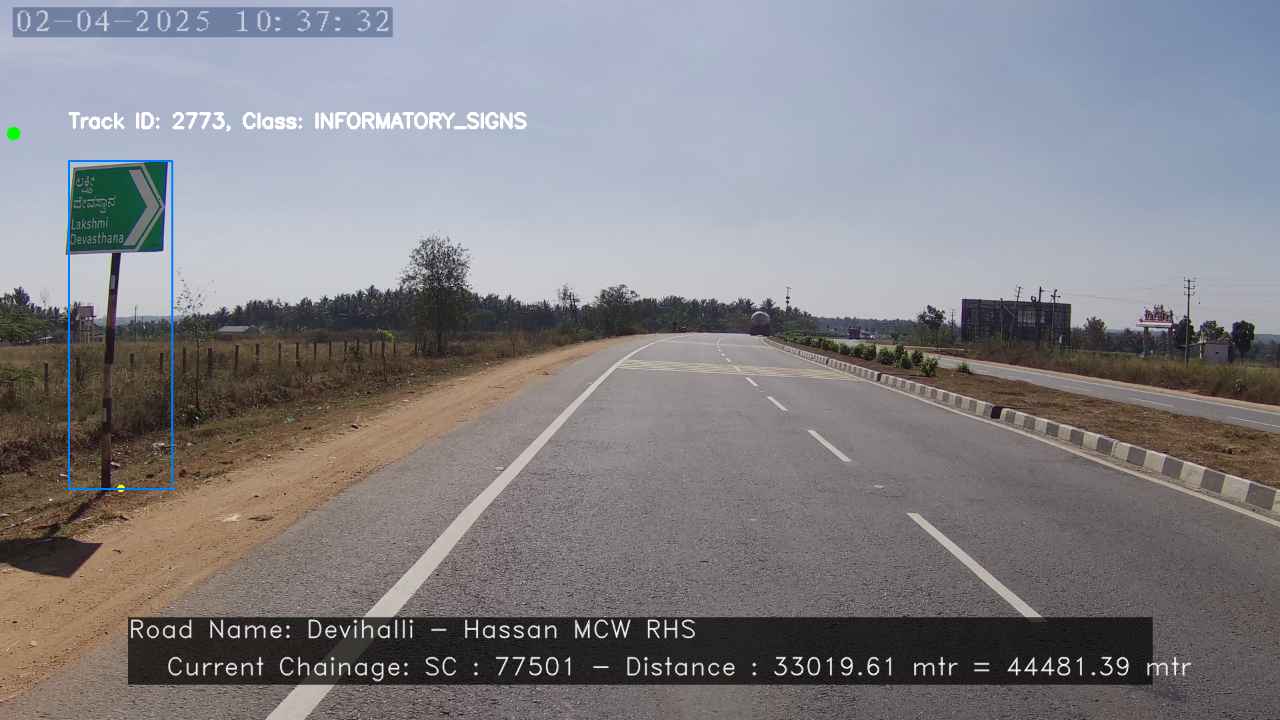 02-04-2025 10:37:32
Track ID: 2773, Class: INFORMATORY_SIGNS
ಲಕ್ಷ್ಮಿ
ದೇವಸ್ಥಾನ
Lakshmi
Devasthana
Road Name: Devihalli - Hassan MCW RHS
Current Chainage: SC : 77501 - Distance : 33019.61 mtr = 44481.39 mtr